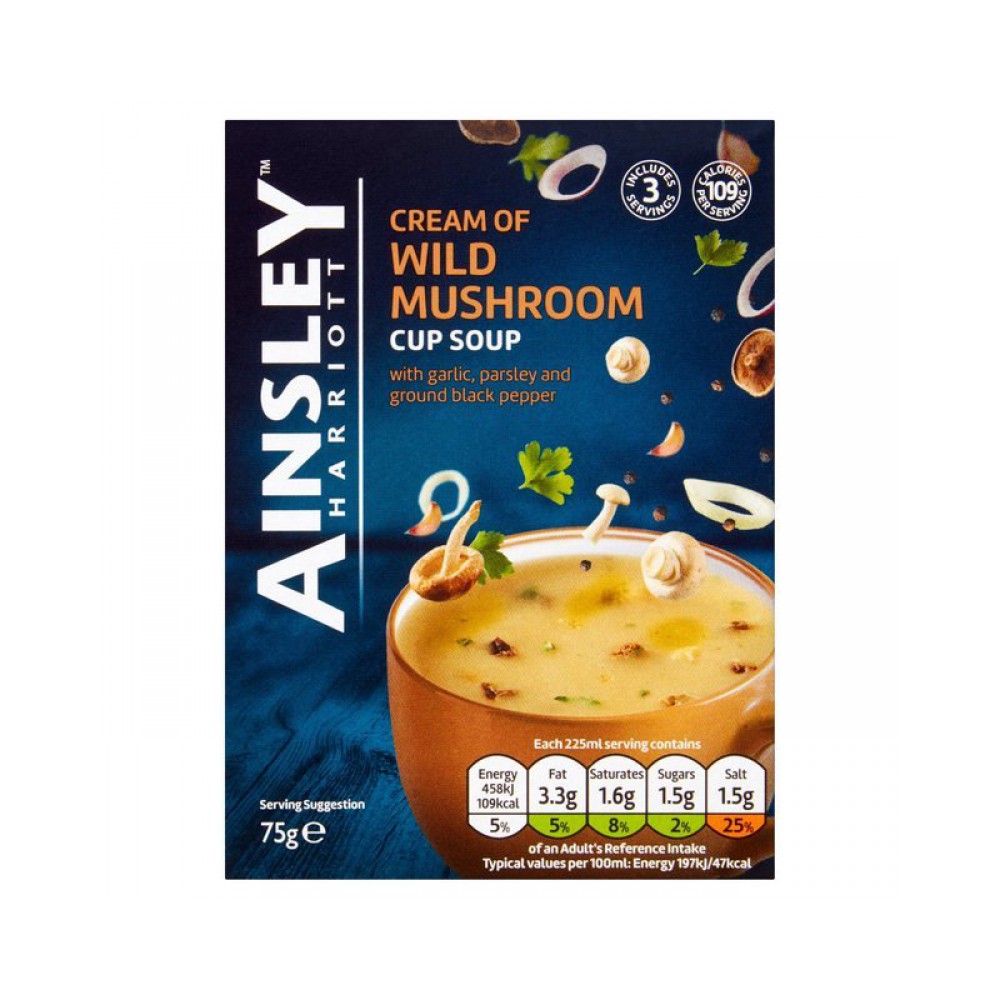 AINSLEY™
HARRIOTT
INCLUDES
3
SERVINGS
CALORIES
109
PER SERVING
CREAM OF
WILD
MUSHROOM
CUP SOUP
with garlic, parsley and
ground black pepper
Each 225ml serving contains
Energy
458kJ
109kcal
5%
Fat
3.3g
5%
Saturates
1.6g
8%
Sugars
1.5g
2%
Salt
1.5g
25%
of an Adult's Reference Intake
Typical values per 100ml: Energy 197kJ/47kcal
Serving Suggestion
75g℮